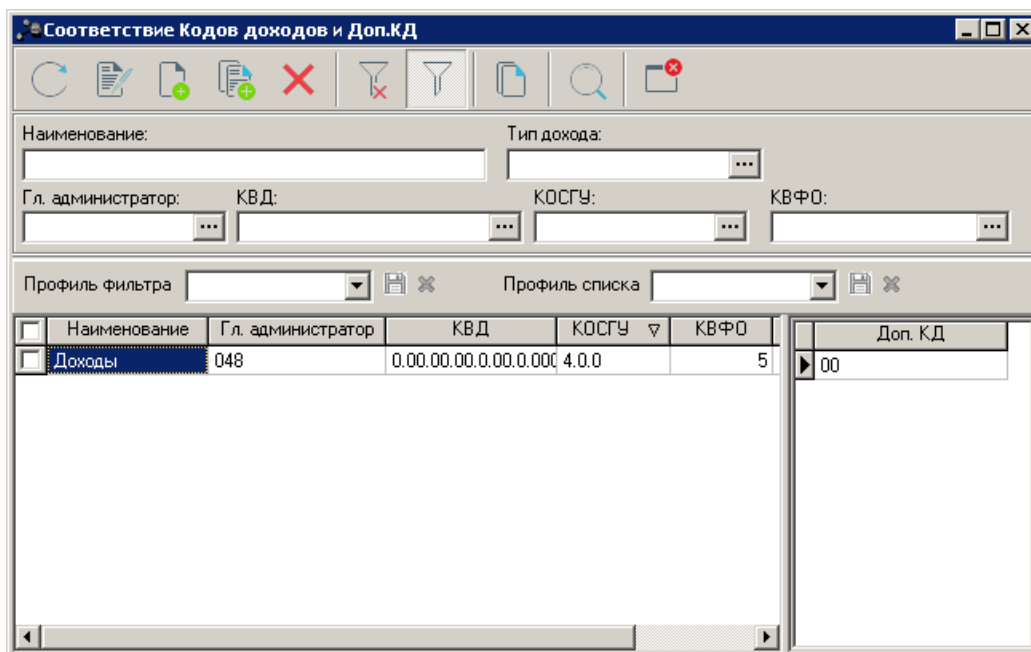 Соответствие Кодов доходов и Доп.КД
Наименование: Тип дохода:
Гл. администратор: КВД: КОСГУ: КВФО:
Профиль фильтра Профиль списка
Наименование Гл. администратор КВД КОСГУ КВФО Доп. КД
Доходы 048 0.00.00.00.0.00.0.000 4.0.0 5 00